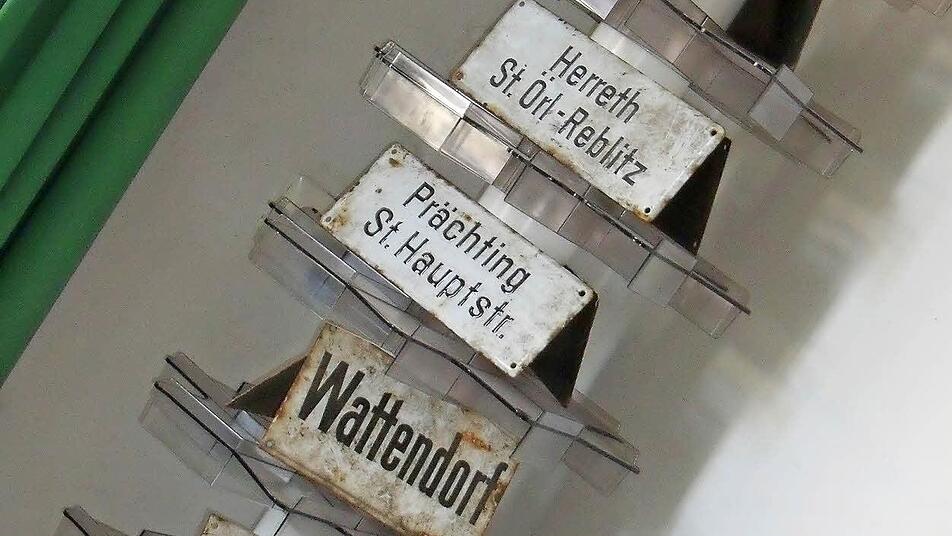 Herreth
St.Örl-Reblitz
Prächting
St.Hauptstr.
Wattendorf